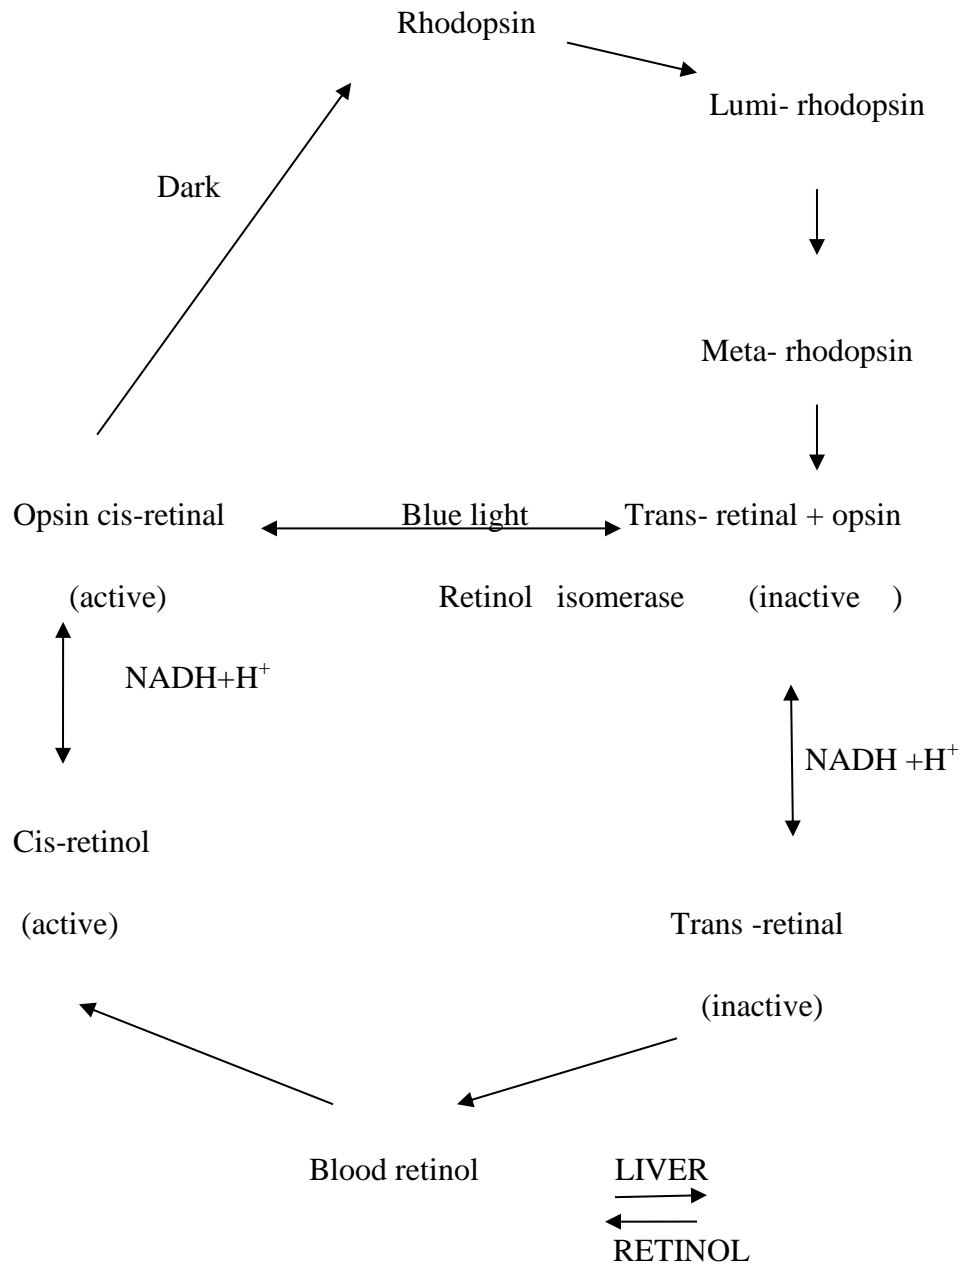 Rhodopsin
Lumi- rhodopsin
Dark
Meta- rhodopsin
Opsin cis-retinal Blue light Trans- retinal + opsin
(active) Retinol isomerase (inactive )
NADH+H⁺
NADH +H⁺
Cis-retinol
(active) Trans -retinal
(inactive)
Blood retinol LIVER
RETINOL